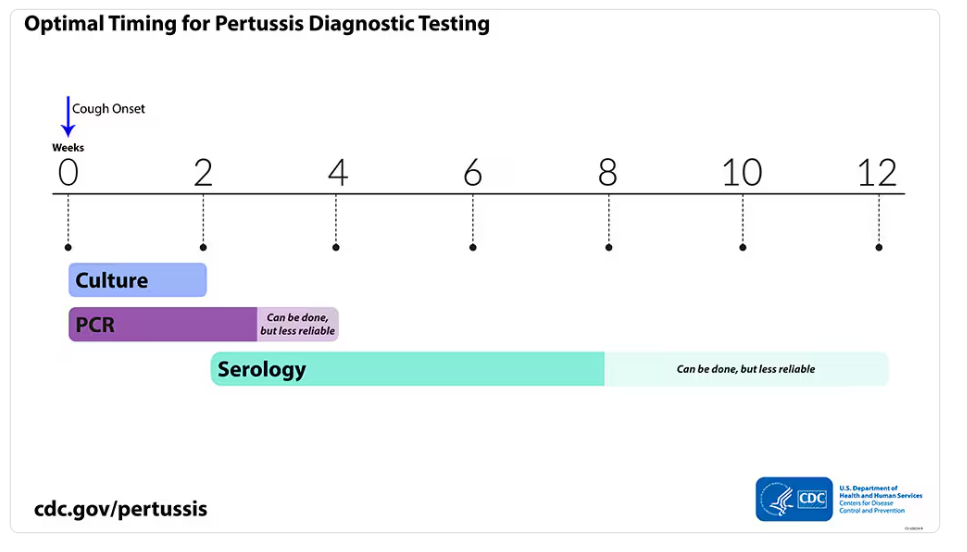 Optimal Timing for Pertussis Diagnostic Testing
Cough Onset
Weeks
0 2 4 6 8 10 12
Culture
PCR
Can be done,
but less reliable
Serology
Can be done, but less reliable
cdc.gov/pertussis
CDC
U.S. Department of
Health and Human Services
Centers for Disease
Control and Prevention